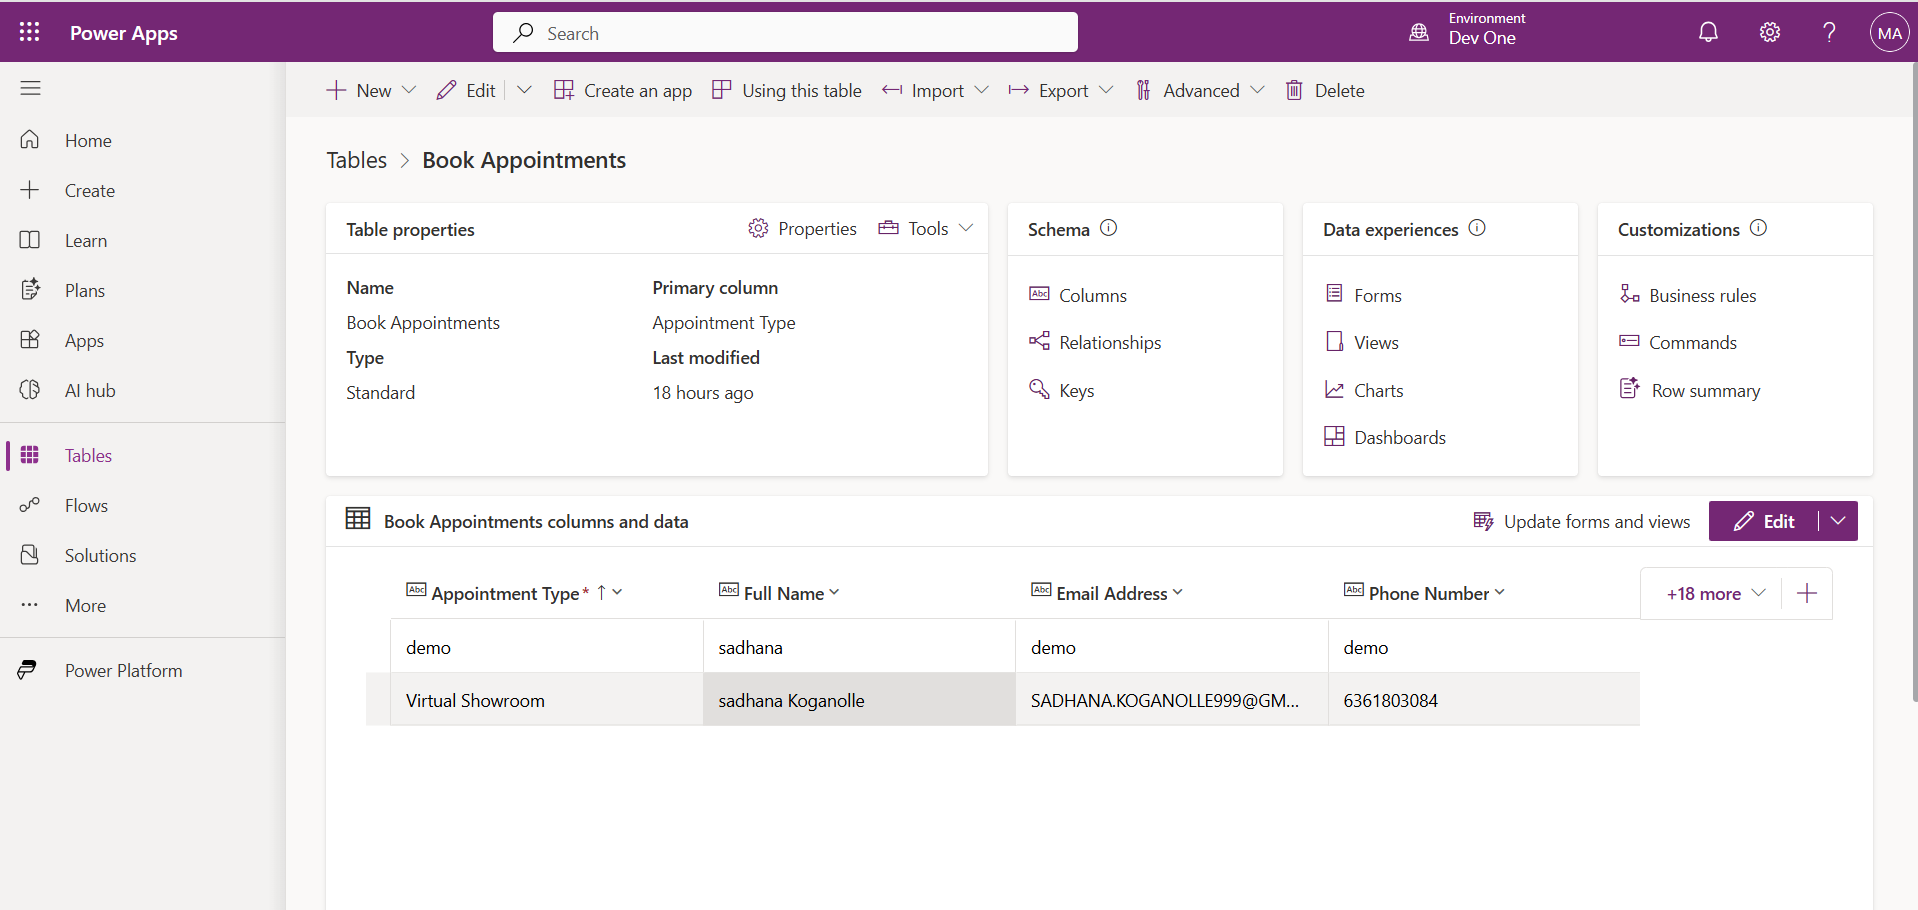 Power Apps
Search
Environment
Dev One
MA
New
Edit
Create an app
Using this table
Import
Export
Advanced
Delete
Home
Create
Learn
Plans
Apps
AI hub
Tables
Flows
Solutions
More
Power Platform
Tables > Book Appointments
Table properties
Properties
Tools
Name
Book Appointments
Type
Standard
Primary column
Appointment Type
Last modified
18 hours ago
Schema
Columns
Relationships
Keys
Data experiences
Forms
Views
Charts
Dashboards
Customizations
Business rules
Commands
Row summary
Book Appointments columns and data
Update forms and views
Edit
Abc Appointment Type* ↑
Abc Full Name
Abc Email Address
Abc Phone Number
+18 more
demo
sadhana
demo
demo
Virtual Showroom
sadhana Koganolle
SADHANA.KOGANOLLE999@GM...
6361803084